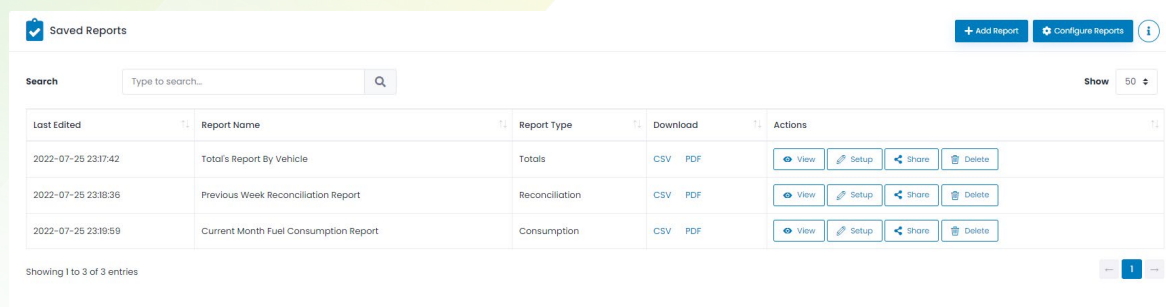 Saved Reports
+ Add Report Configure Reports i
Search Type to search... Show 50
Last Edited Report Name Report Type Download Actions
2022-07-25 23:17:42 Total's Report By Vehicle Totals CSV PDF View Setup Share Delete
2022-07-25 23:18:36 Previous Week Reconciliation Report Reconciliation CSV PDF View Setup Share Delete
2022-07-25 23:19:59 Current Month Fuel Consumption Report Consumption CSV PDF View Setup Share Delete
Showing 1 to 3 of 3 entries ← 1 →